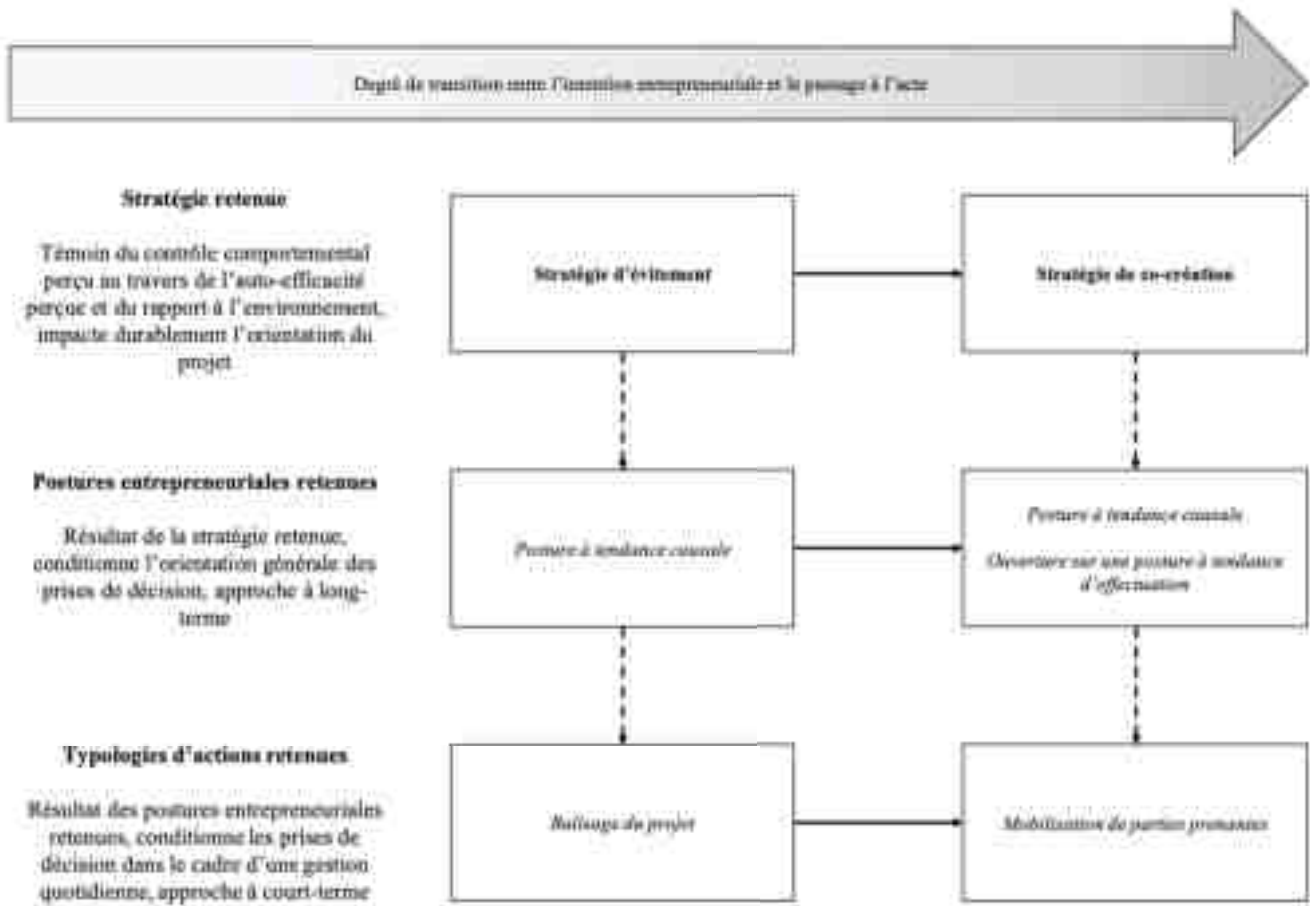 Degré de transition entre l'intention entrepreneuriale et le passage à l'acte
Stratégie retenue
Témoin du contrôle comportemental
perçu au travers de l'auto-efficacité
perçue et du rapport à l'environnement,
impacte durablement l'orientation du
projet
Stratégie d'évitement
Stratégie de co-création
Postures entrepreneuriales retenues
Résultat de la stratégie retenue,
conditionne l'orientation générale des
prises de décision, approche à long-
terme
Posture à tendance causale
Posture à tendance causale
Ouverture sur une posture à tendance
d'effectuation
Typologies d'actions retenues
Résultat des postures entrepreneuriales
retenues, conditionne les prises de
décision dans le cadre d'une gestion
quotidienne, approche à court-terme
Balisage du projet
Mobilisation de parties prenantes